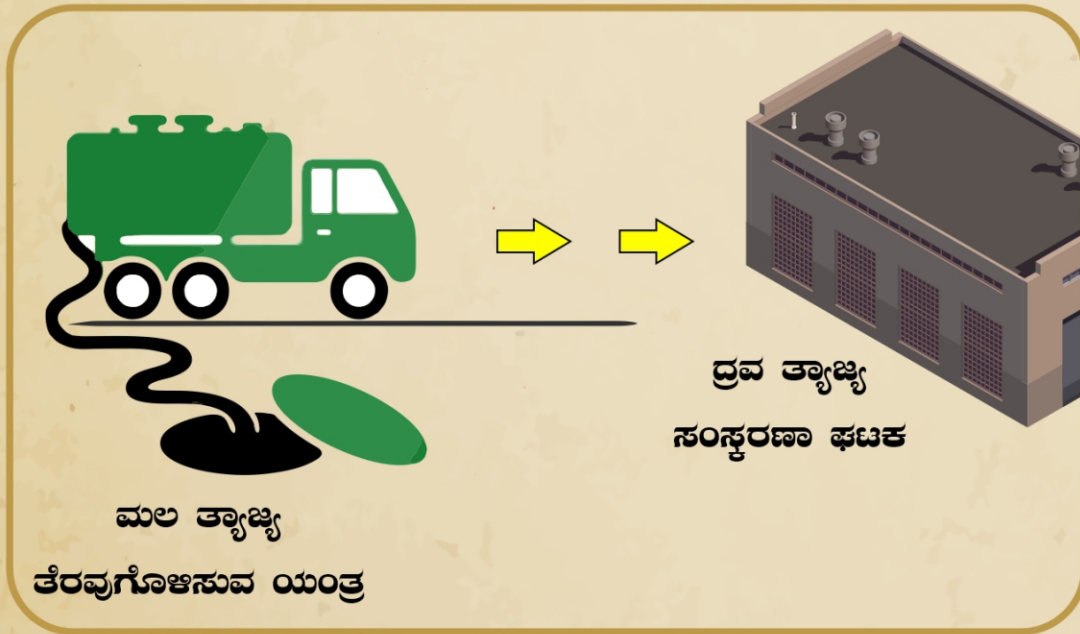 ದ್ರವ ತ್ಯಾಜ್ಯ
ಸಂಸ್ಕರಣಾ ಘಟಕ
ಮಲ ತ್ಯಾಜ್ಯ
ತೆರವುಗೊಳಿಸುವ ಯಂತ್ರ